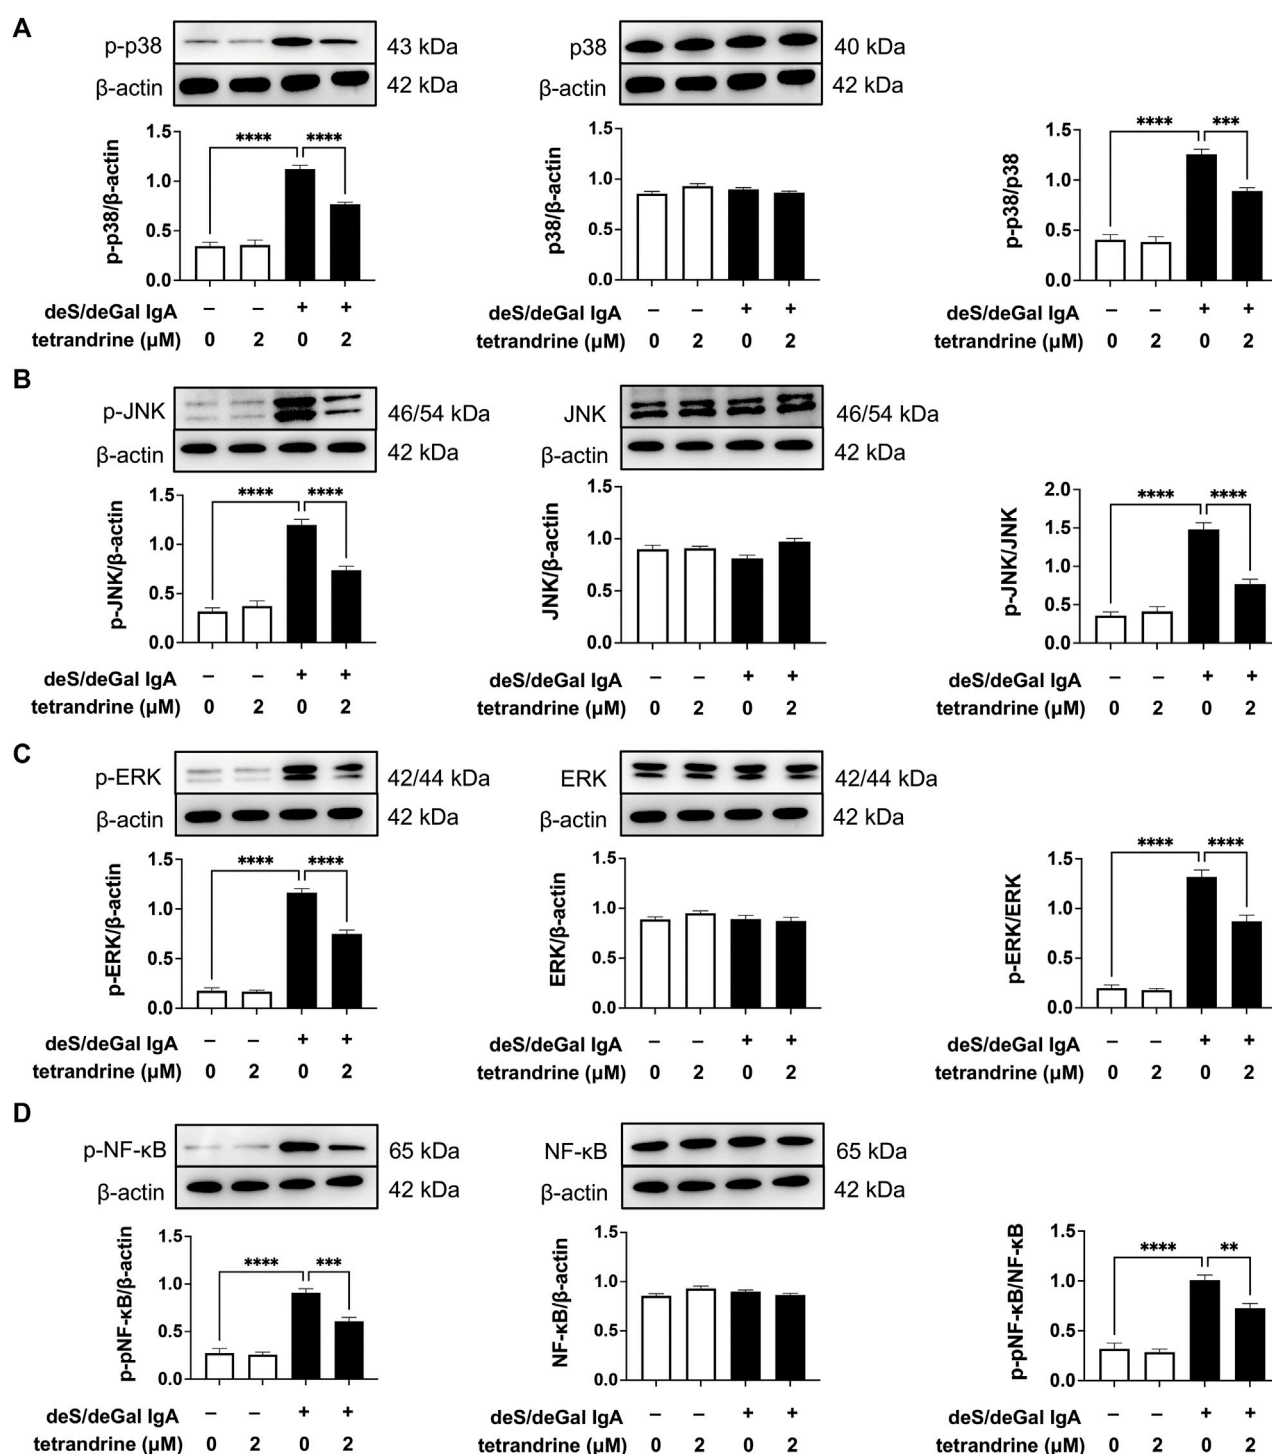 A
p-p38 43 kDa p38 40 kDa
β-actin 42 kDa β-actin 42 kDa
**** **** **** ***
p-p38/β-actin 1.5 1.0 0.5 0.0
p38/β-actin 1.5 1.0 0.5 0.0
p-p38/p38 1.5 1.0 0.5 0.0
deS/deGal IgA – – + + deS/deGal IgA – – + + deS/deGal IgA – – + +
tetrandrine (μM) 0 2 0 2 tetrandrine (μM) 0 2 0 2 tetrandrine (μM) 0 2 0 2
B
p-JNK 46/54 kDa JNK 46/54 kDa
β-actin 42 kDa β-actin 42 kDa
**** **** **** ****
p-JNK/β-actin 1.5 1.0 0.5 0.0
JNK/β-actin 1.5 1.0 0.5 0.0
p-JNK/JNK 2.0 1.5 1.0 0.5 0.0
deS/deGal IgA – – + + deS/deGal IgA – – + + deS/deGal IgA – – + +
tetrandrine (μM) 0 2 0 2 tetrandrine (μM) 0 2 0 2 tetrandrine (μM) 0 2 0 2
C
p-ERK 42/44 kDa ERK 42/44 kDa
β-actin 42 kDa β-actin 42 kDa
**** **** **** ****
p-ERK/β-actin 1.5 1.0 0.5 0.0
ERK/β-actin 1.5 1.0 0.5 0.0
p-ERK/ERK 1.5 1.0 0.5 0.0
deS/deGal IgA – – + + deS/deGal IgA – – + + deS/deGal IgA – – + +
tetrandrine (μM) 0 2 0 2 tetrandrine (μM) 0 2 0 2 tetrandrine (μM) 0 2 0 2
D
p-NF-κB 65 kDa NF-κB 65 kDa
β-actin 42 kDa β-actin 42 kDa
**** *** **** **
p-pNF-κB/β-actin 1.5 1.0 0.5 0.0
NF-κB/β-actin 1.5 1.0 0.5 0.0
p-pNF-κB/NF-κB 1.5 1.0 0.5 0.0
deS/deGal IgA – – + + deS/deGal IgA – – + + deS/deGal IgA – – + +
tetrandrine (μM) 0 2 0 2 tetrandrine (μM) 0 2 0 2 tetrandrine (μM) 0 2 0 2